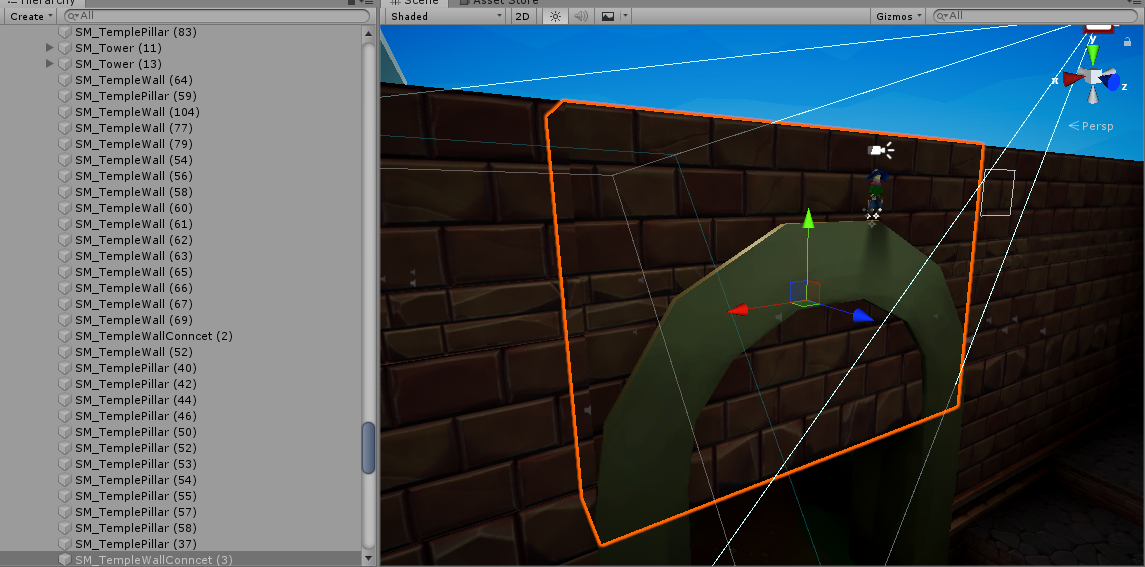 Hierarchy
Scene
Asset Store
Create
All
Shaded
2D
Gizmos
All
SM_TemplePillar (83)
SM_Tower (11)
SM_Tower (13)
SM_TempleWall (64)
SM_TemplePillar (59)
SM_TempleWall (104)
SM_TempleWall (77)
SM_TempleWall (79)
SM_TempleWall (54)
SM_TempleWall (56)
SM_TempleWall (58)
SM_TempleWall (60)
SM_TempleWall (61)
SM_TempleWall (62)
SM_TempleWall (63)
SM_TempleWall (65)
SM_TempleWall (66)
SM_TempleWall (67)
SM_TempleWall (69)
SM_TempleWallConncet (2)
SM_TempleWall (52)
SM_TemplePillar (40)
SM_TemplePillar (42)
SM_TemplePillar (44)
SM_TemplePillar (46)
SM_TemplePillar (50)
SM_TemplePillar (52)
SM_TemplePillar (53)
SM_TemplePillar (54)
SM_TemplePillar (55)
SM_TemplePillar (57)
SM_TemplePillar (58)
SM_TemplePillar (37)
SM_TempleWallConncet (3)
y
x
z
Persp